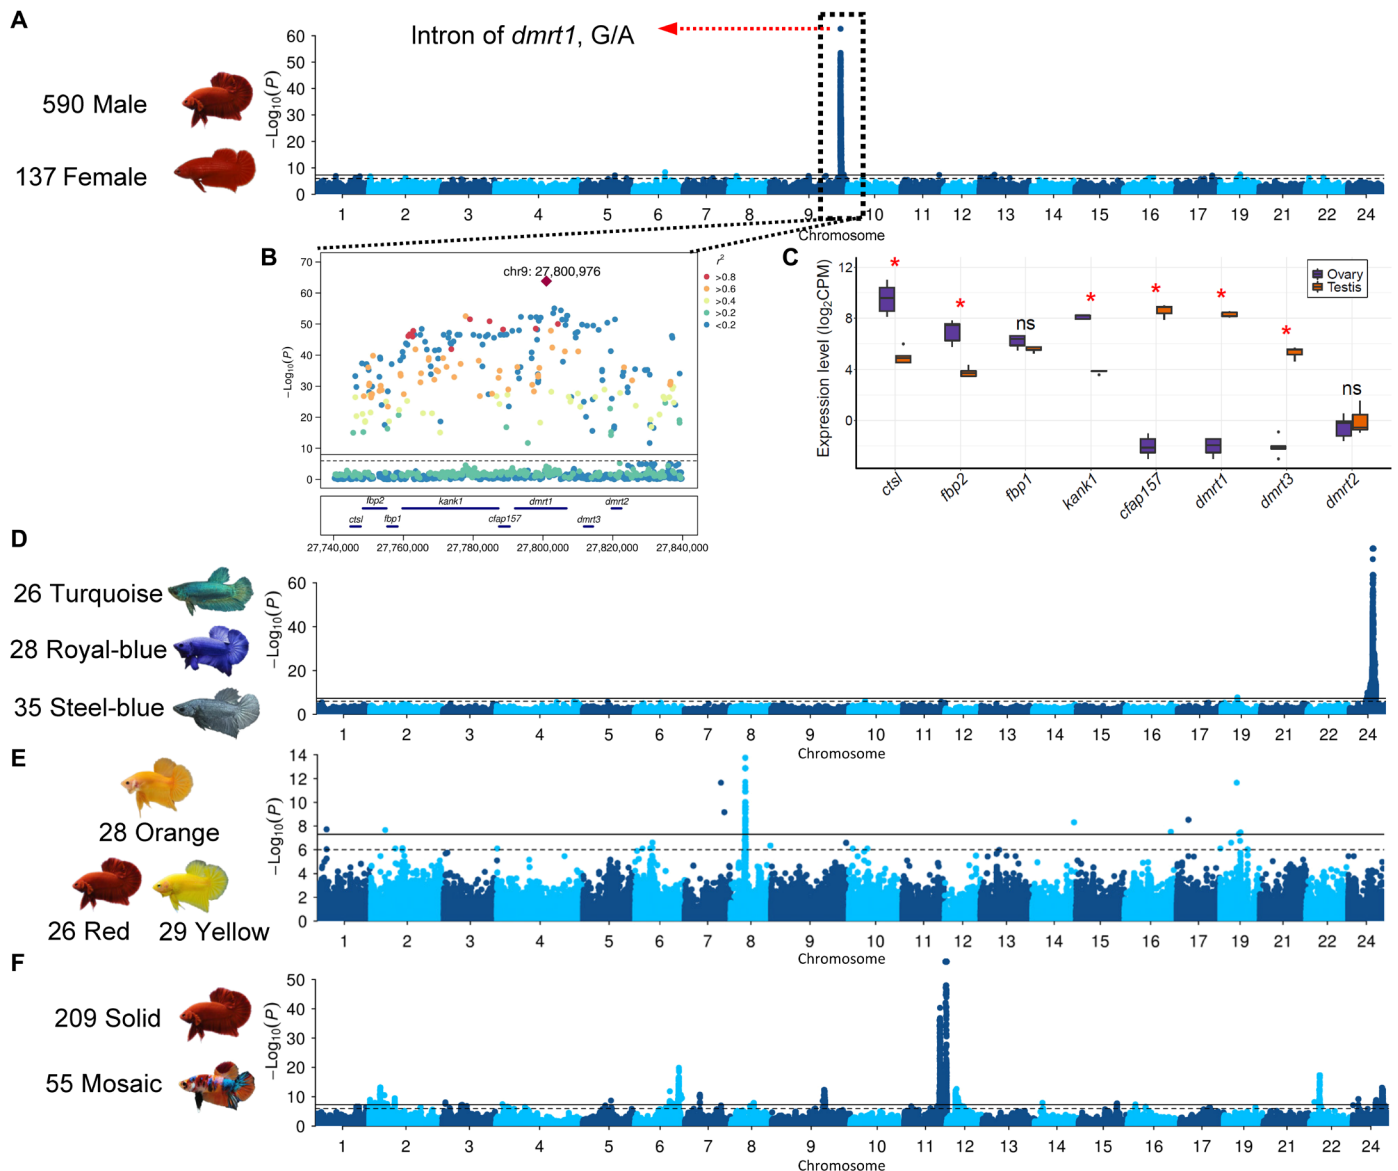 A
Intron of dmrt1, G/A
590 Male
137 Female
−Log10(P)
60
50
40
30
20
10
0
1 2 3 4 5 6 7 8 9 10 11 12 13 14 15 16 17 19 21 22 24
Chromosome
B
chr9: 27,800,976
r2
>0.8
>0.6
>0.4
>0.2
<0.2
−Log10(P)
70
60
50
40
30
20
10
0
fbp2 kank1 dmrt1 dmrt2
ctsl fbp1 cfap157 dmrt3
27,740,000 27,760,000 27,780,000 27,800,000 27,820,000 27,840,000
C
Expression level (log2CPM)
12
8
4
0
Ovary
Testis
* * ns * * * * ns
ctsl fbp2 fbp1 kank1 cfap157 dmrt1 dmrt3 dmrt2
D
26 Turquoise
28 Royal-blue
35 Steel-blue
−Log10(P)
60
40
20
0
1 2 3 4 5 6 7 8 9 10 11 12 13 14 15 16 17 19 21 22 24
Chromosome
E
28 Orange
26 Red 29 Yellow
−Log10(P)
14
12
10
8
6
4
2
0
1 2 3 4 5 6 7 8 9 10 11 12 13 14 15 16 17 19 21 22 24
Chromosome
F
209 Solid
55 Mosaic
−Log10(P)
50
40
30
20
10
0
1 2 3 4 5 6 7 8 9 10 11 12 13 14 15 16 17 19 21 22 24
Chromosome